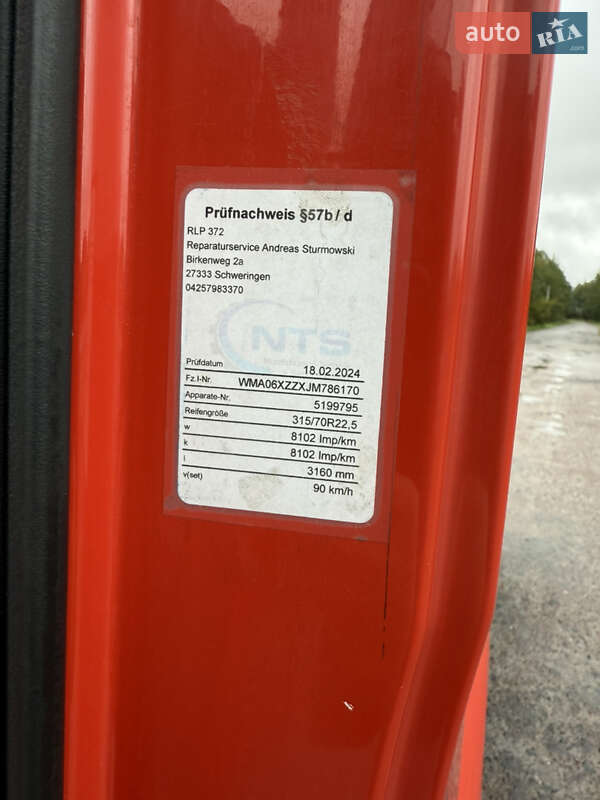 auto RIA .com
Prüfnachweis §57b / d
RLP 372
Reparaturservice Andreas Sturmowski
Birkenweg 2a
27333 Schweringen
04257983370
NTS
Prüfdatum 18.02.2024
Fz.I-Nr. WMA06XZZXJM786170
Apparate-Nr. 5199795
Reifengröße 315/70R22,5
w 8102 Imp/km
k 8102 Imp/km
l 3160 mm
v(set) 90 km/h